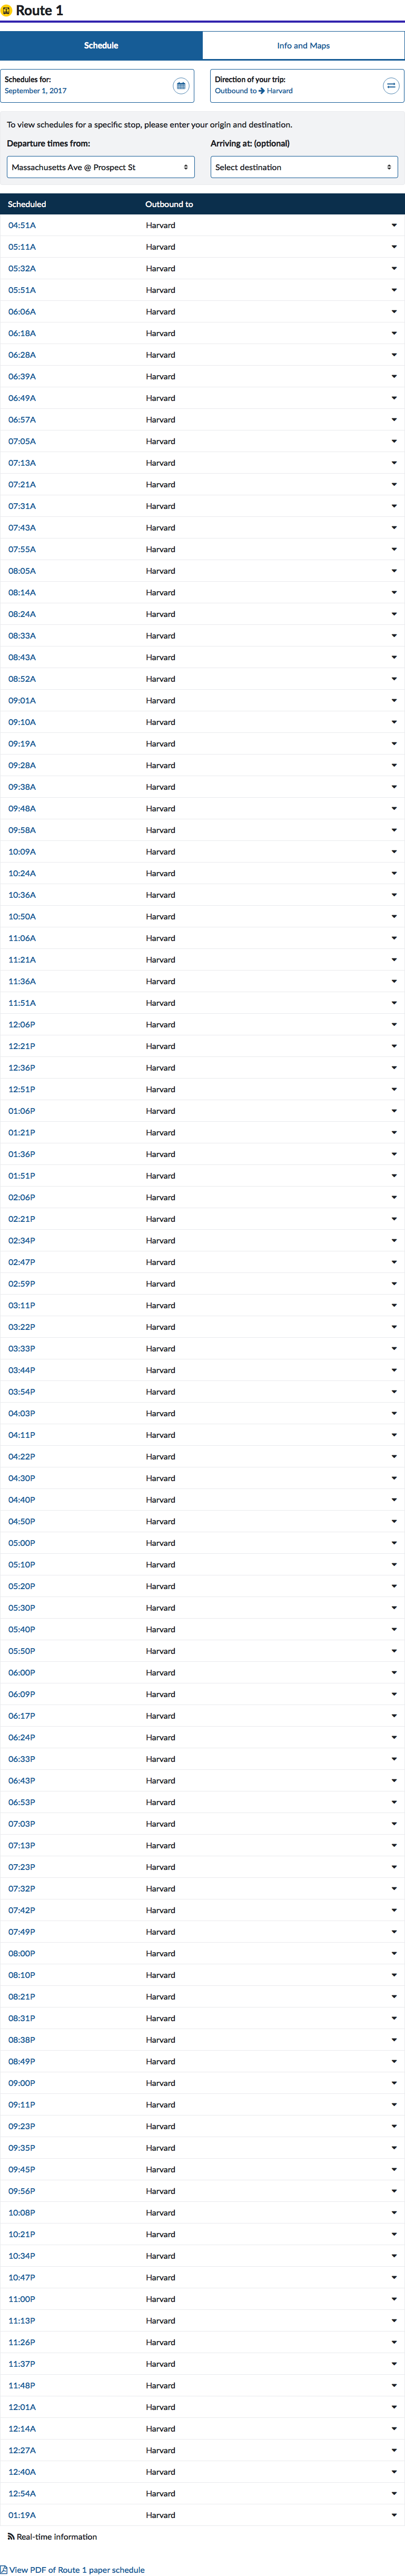 Route 1
Schedule
Info and Maps
Schedules for:
September 1, 2017
Direction of your trip:
Outbound to → Harvard
To view schedules for a specific stop, please enter your origin and destination.
Departure times from:
Arriving at: (optional)
Massachusetts Ave @ Prospect St
Select destination
Scheduled Outbound to
04:51A Harvard
05:11A Harvard
05:32A Harvard
05:51A Harvard
06:06A Harvard
06:18A Harvard
06:28A Harvard
06:39A Harvard
06:49A Harvard
06:57A Harvard
07:05A Harvard
07:13A Harvard
07:21A Harvard
07:31A Harvard
07:43A Harvard
07:55A Harvard
08:05A Harvard
08:14A Harvard
08:24A Harvard
08:33A Harvard
08:43A Harvard
08:52A Harvard
09:01A Harvard
09:10A Harvard
09:19A Harvard
09:28A Harvard
09:38A Harvard
09:48A Harvard
09:58A Harvard
10:09A Harvard
10:24A Harvard
10:36A Harvard
10:50A Harvard
11:06A Harvard
11:21A Harvard
11:36A Harvard
11:51A Harvard
12:06P Harvard
12:21P Harvard
12:36P Harvard
12:51P Harvard
01:06P Harvard
01:21P Harvard
01:36P Harvard
01:51P Harvard
02:06P Harvard
02:21P Harvard
02:34P Harvard
02:47P Harvard
02:59P Harvard
03:11P Harvard
03:22P Harvard
03:33P Harvard
03:44P Harvard
03:54P Harvard
04:03P Harvard
04:11P Harvard
04:22P Harvard
04:30P Harvard
04:40P Harvard
04:50P Harvard
05:00P Harvard
05:10P Harvard
05:20P Harvard
05:30P Harvard
05:40P Harvard
05:50P Harvard
06:00P Harvard
06:09P Harvard
06:17P Harvard
06:24P Harvard
06:33P Harvard
06:43P Harvard
06:53P Harvard
07:03P Harvard
07:13P Harvard
07:23P Harvard
07:32P Harvard
07:42P Harvard
07:49P Harvard
08:00P Harvard
08:10P Harvard
08:21P Harvard
08:31P Harvard
08:38P Harvard
08:49P Harvard
09:00P Harvard
09:11P Harvard
09:23P Harvard
09:35P Harvard
09:45P Harvard
09:56P Harvard
10:08P Harvard
10:21P Harvard
10:34P Harvard
10:47P Harvard
11:00P Harvard
11:13P Harvard
11:26P Harvard
11:37P Harvard
11:48P Harvard
12:01A Harvard
12:14A Harvard
12:27A Harvard
12:40A Harvard
12:54A Harvard
01:19A Harvard
Real-time information
View PDF of Route 1 paper schedule